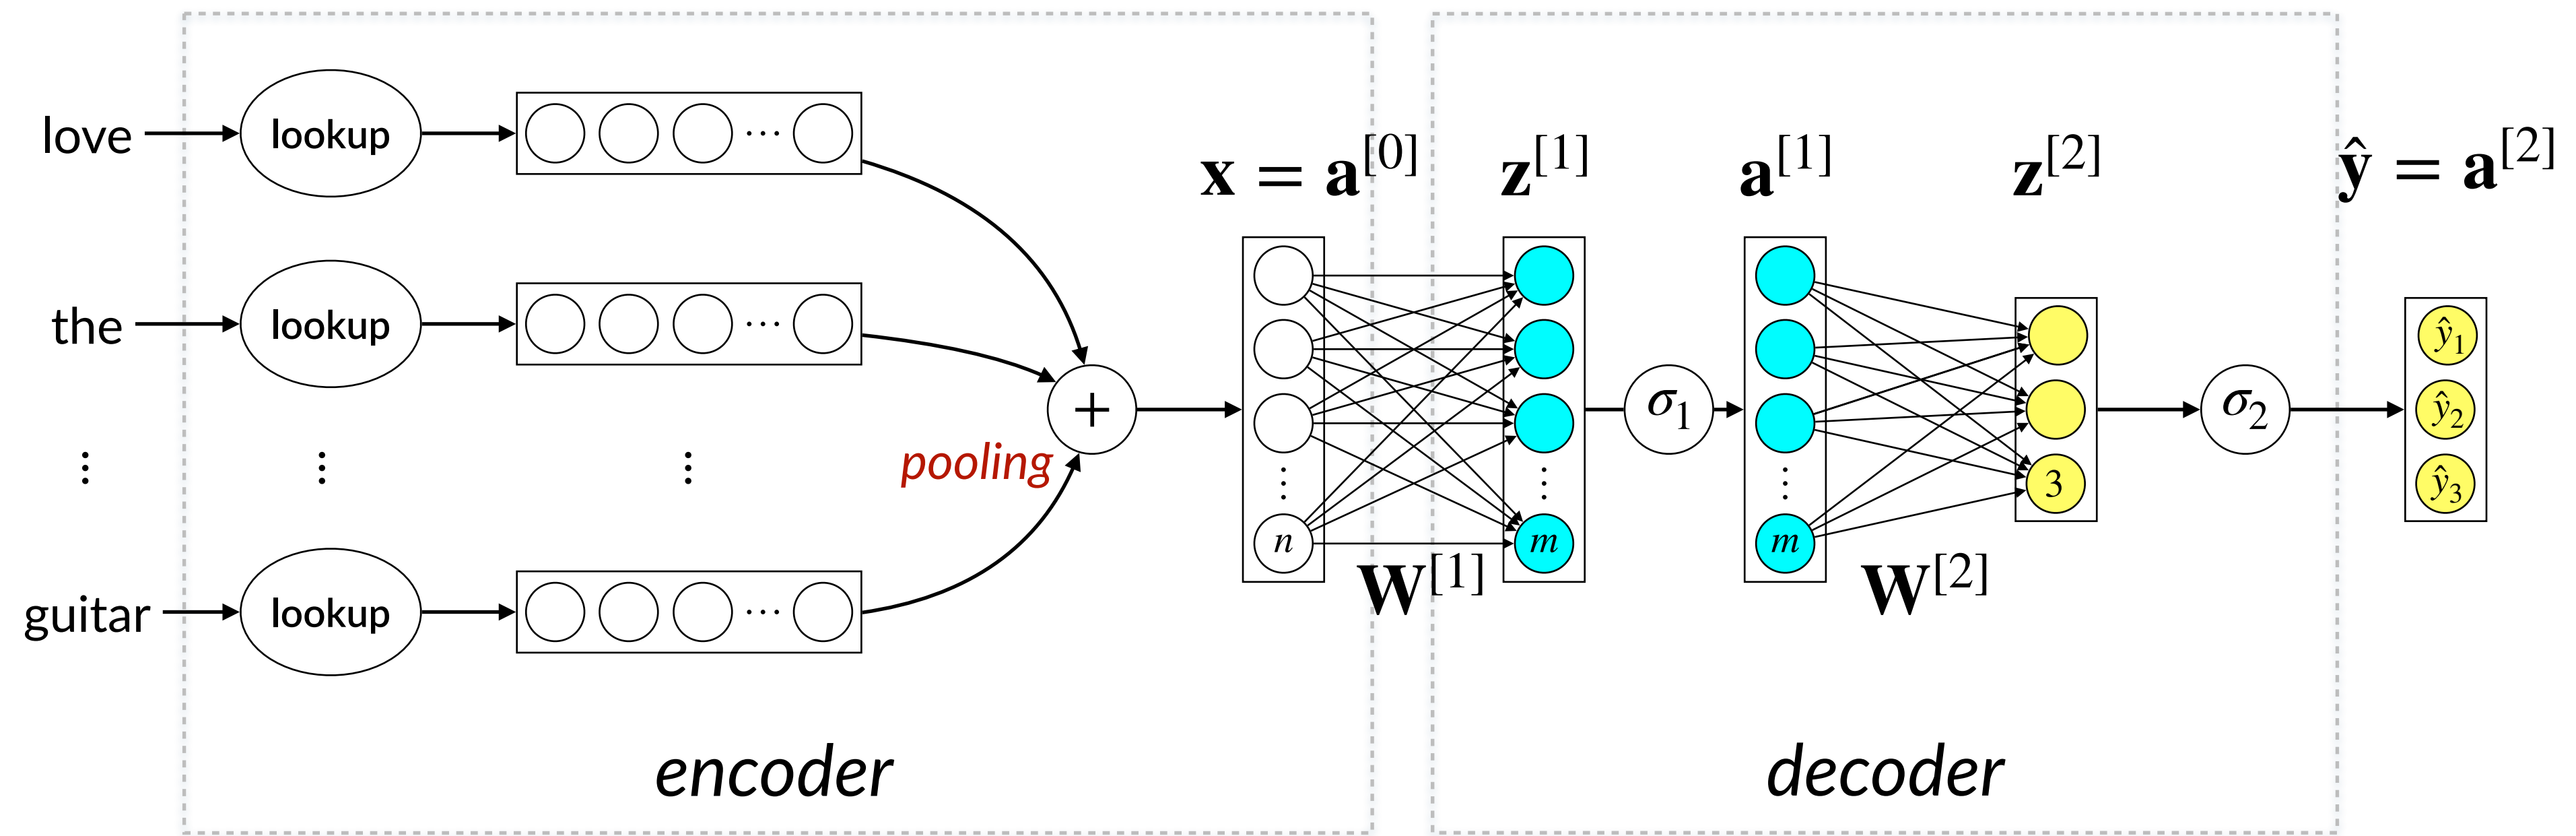 love
lookup
the
lookup
guitar
lookup
pooling
+
x = a^[0]
z^[1]
a^[1]
z^[2]
ŷ = a^[2]
n
m
W^[1]
σ₁
m
W^[2]
3
σ₂
ŷ₁
ŷ₂
ŷ₃
encoder
decoder